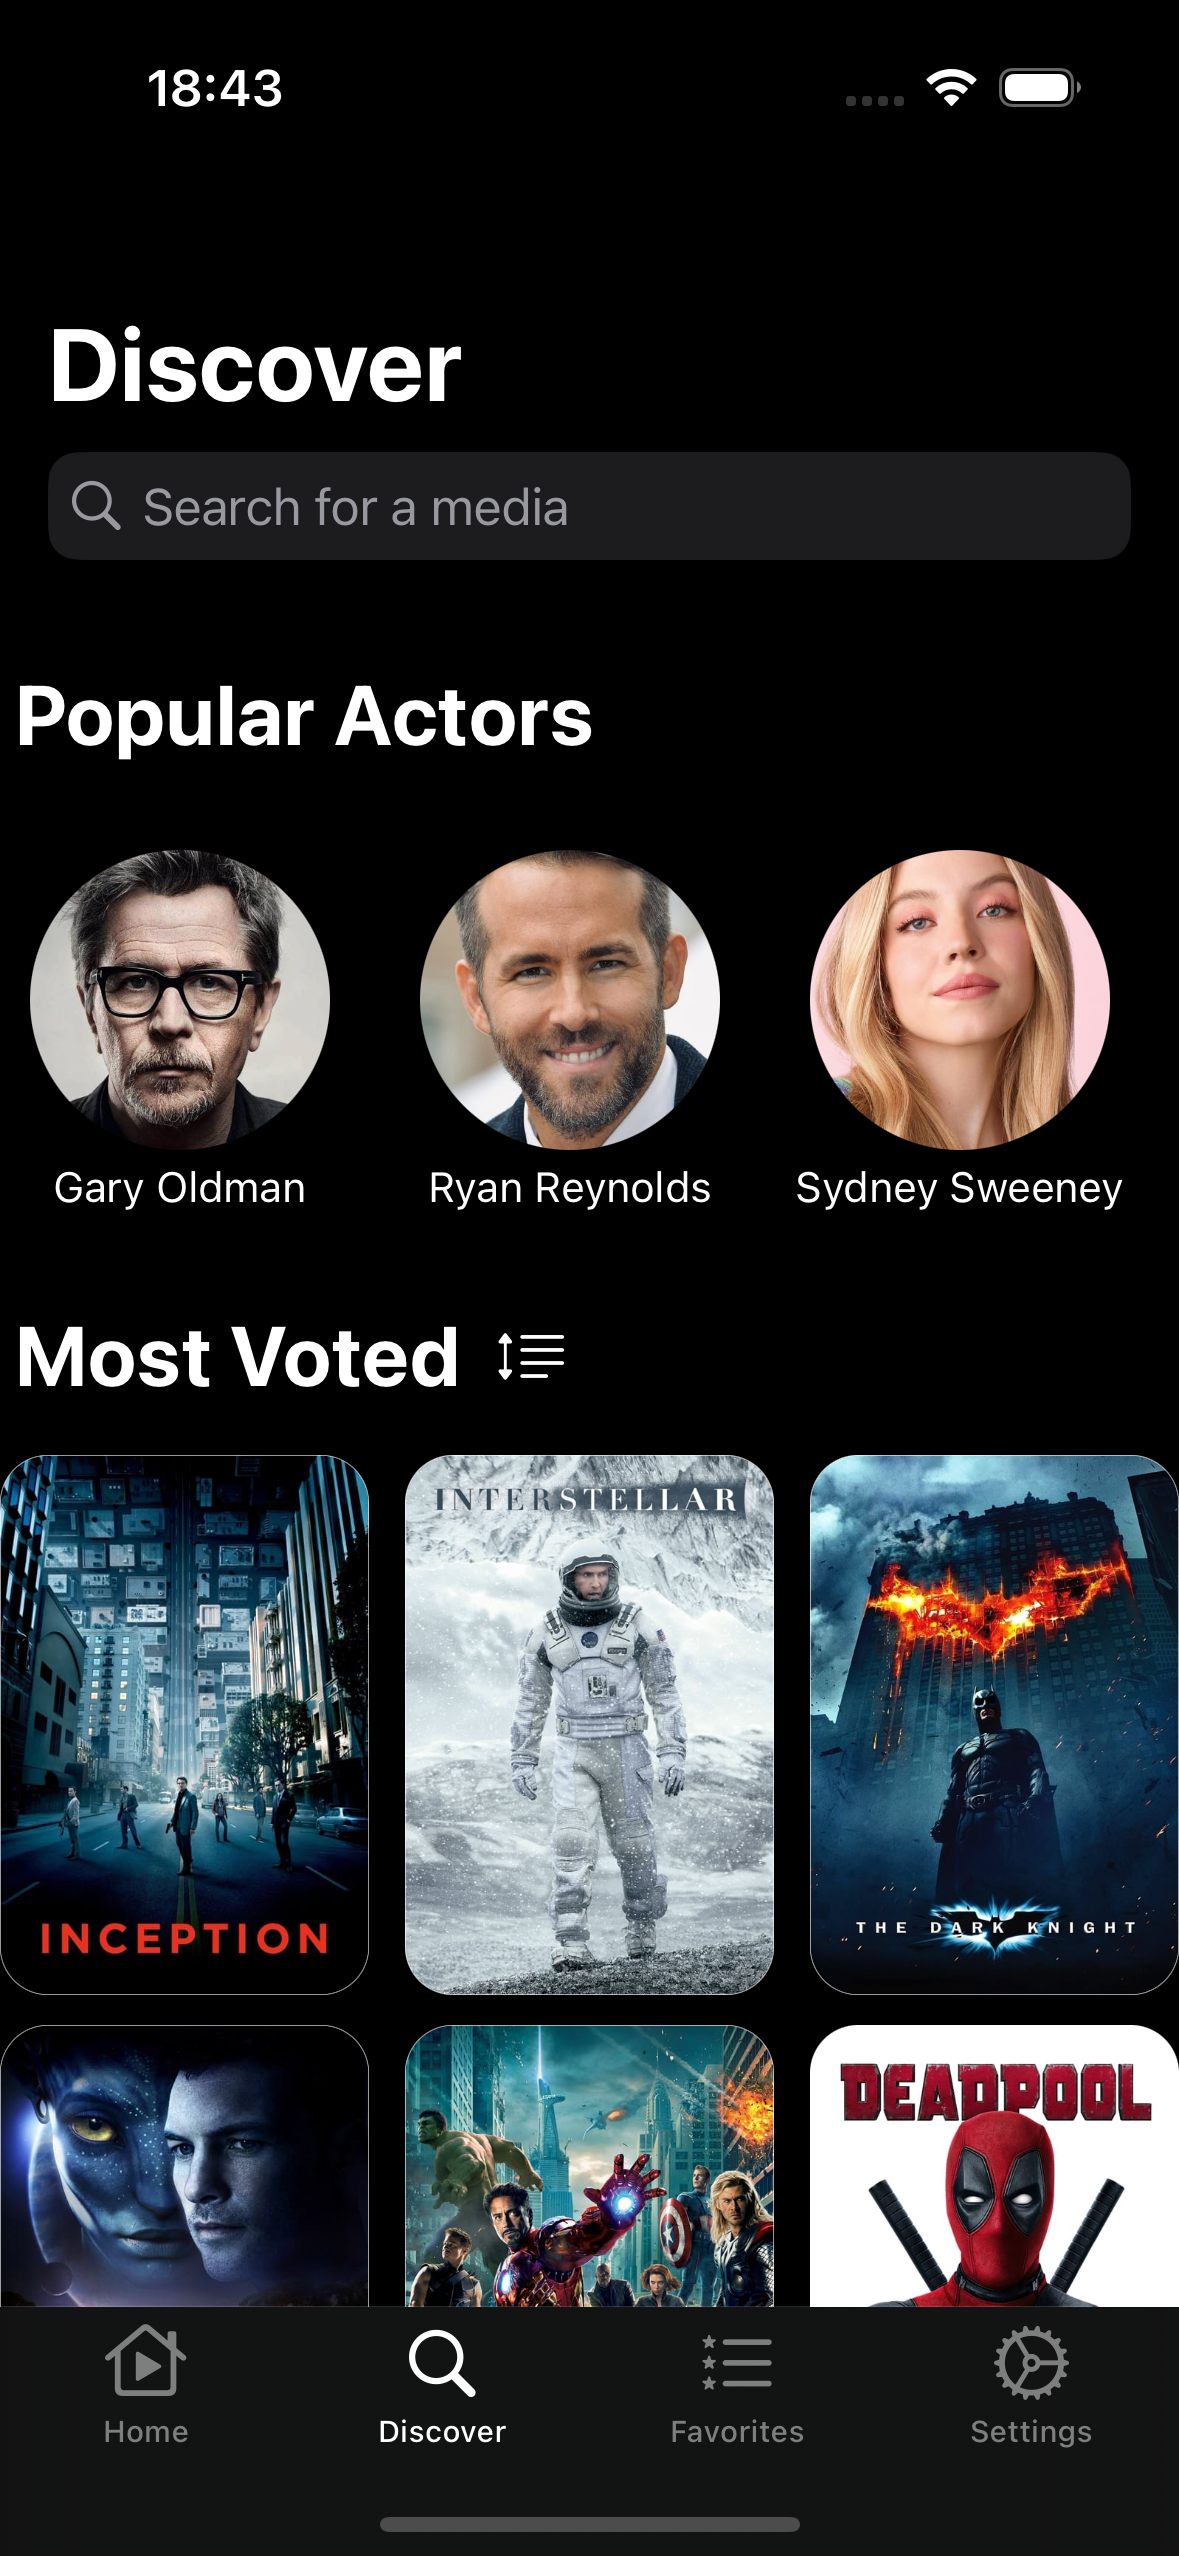 18:43
Discover
Search for a media
Popular Actors
Gary Oldman
Ryan Reynolds
Sydney Sweeney
Most Voted
INCEPTION
INTERSTELLAR
THE DARK KNIGHT
DEADPOOL
Home
Discover
Favorites
Settings